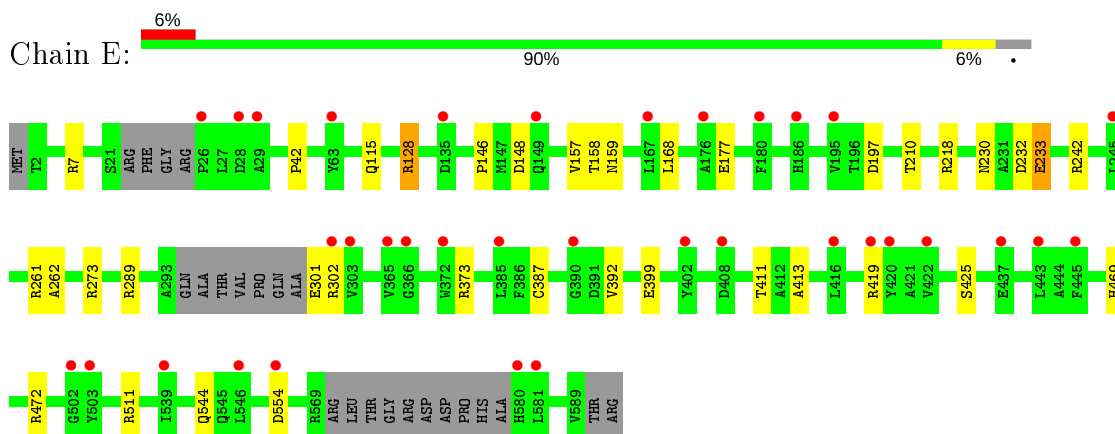 6%
Chain E:
90%
6%
MET T2 R7 S21 ARG PHE GLY ARG P26 L27 D28 A29 P42 Y63 Q115 R128 D135 P146 M147 D148 Q149 V157 T158 N159 L167 L168 A176 E177 F180 H186 V195 T196 D197 T210 R218 N230 A231 D232 E233 R242 L245
R261 A262 R273 R289 A293 GLN ALA THR VAL PRO GLN ALA E301 R302 V303 V365 G366 W372 R373 L385 F386 C387 G390 D391 V392 E399 Y402 D408 T411 A412 A413 L416 R419 Y420 A421 V422 S425 E437 L443 A444 F445 H469
R472 G502 Y503 R511 I539 Q544 Q545 L546 D554 R569 ARG LEU THR GLY ARG ASP ASP PRO HIS ALA H580 L581 V589 THR ARG